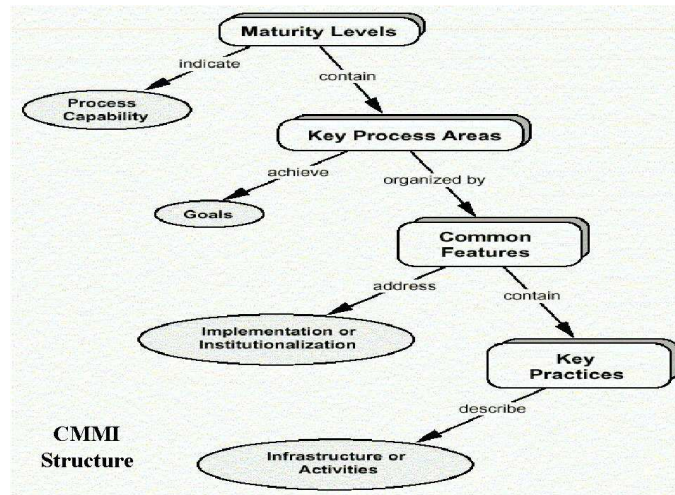 Maturity Levels
indicate
contain
Process
Capability
Key Process Areas
achieve
organized by
Goals
Common
Features
address
contain
Implementation or
Institutionalization
Key
Practices
describe
CMMI
Structure
Infrastructure or
Activities